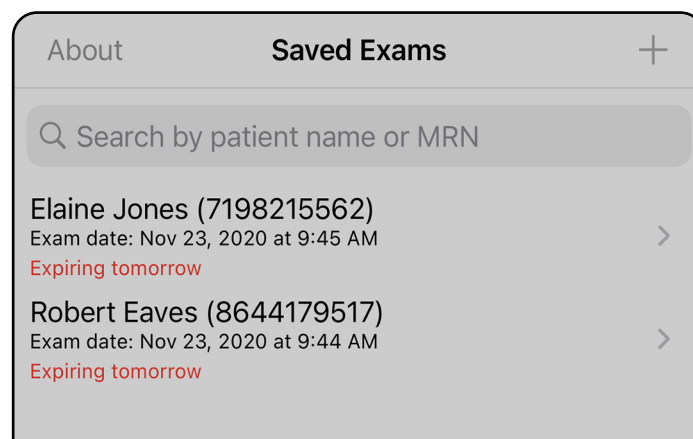 About
Saved Exams
Search by patient name or MRN
Elaine Jones (7198215562)
Exam date: Nov 23, 2020 at 9:45 AM
Expiring tomorrow
Robert Eaves (8644179517)
Exam date: Nov 23, 2020 at 9:44 AM
Expiring tomorrow